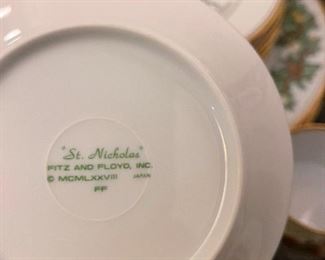 "St. Nicholas"
FITZ AND FLOYD, INC.
© MCMLXXVIII JAPAN
FF